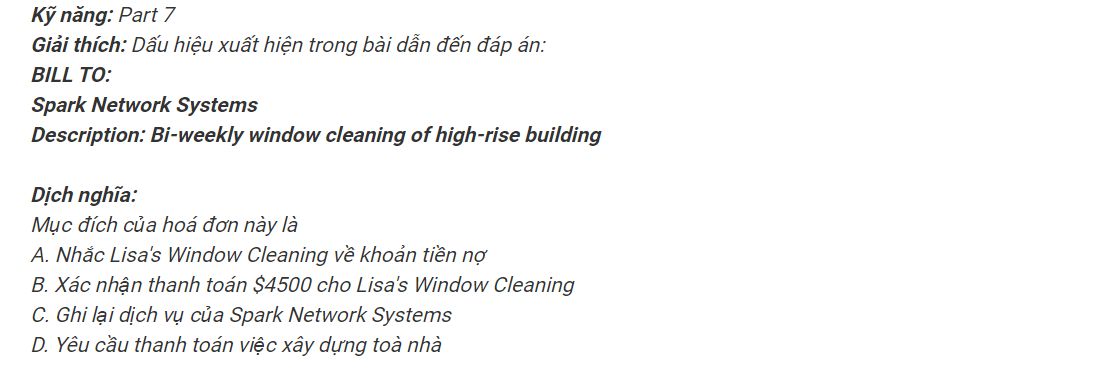 Kỹ năng: Part 7
Giải thích: Dấu hiệu xuất hiện trong bài dẫn đến đáp án:
BILL TO:
Spark Network Systems
Description: Bi-weekly window cleaning of high-rise building
Dịch nghĩa:
Mục đích của hoá đơn này là
A. Nhắc Lisa's Window Cleaning về khoản tiền nợ
B. Xác nhận thanh toán $4500 cho Lisa's Window Cleaning
C. Ghi lại dịch vụ của Spark Network Systems
D. Yêu cầu thanh toán việc xây dựng toà nhà